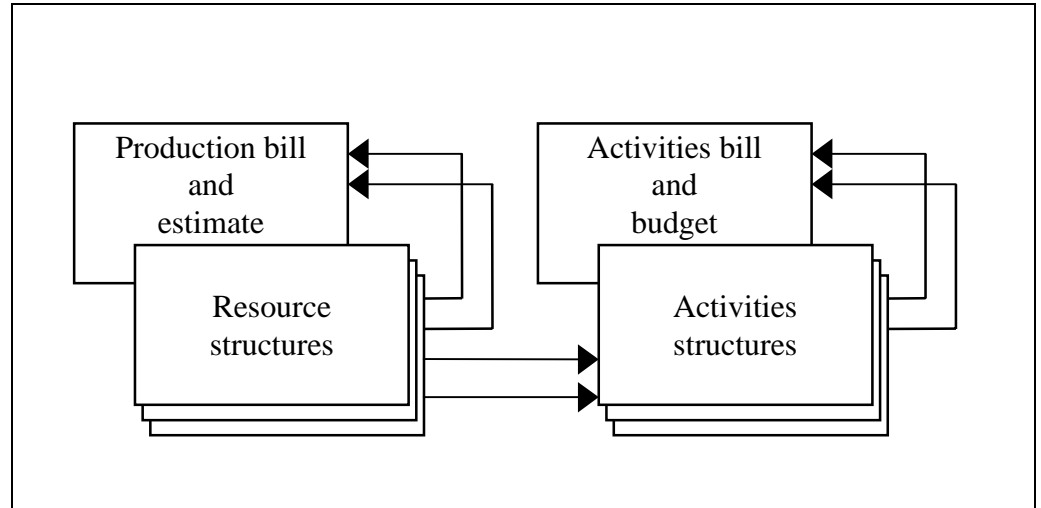 Production bill
and
estimate
Resource
structures
Activities bill
and
budget
Activities
structures